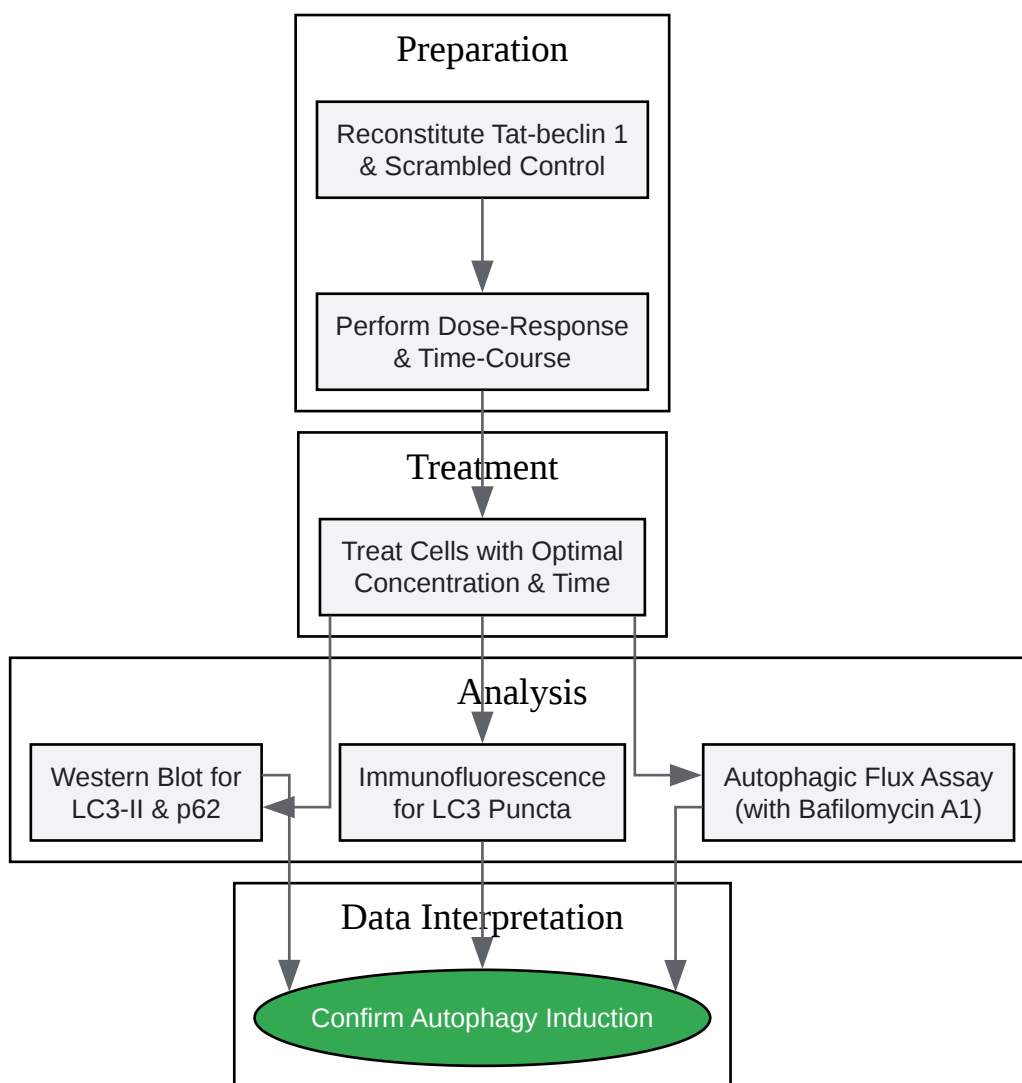 Preparation
Reconstitute Tat-beclin 1
& Scrambled Control
Perform Dose-Response
& Time-Course
Treatment
Treat Cells with Optimal
Concentration & Time
Analysis
Western Blot for
LC3-II & p62
Immunofluorescence
for LC3 Puncta
Autophagic Flux Assay
(with Bafilomycin A1)
Data Interpretation
Confirm Autophagy Induction